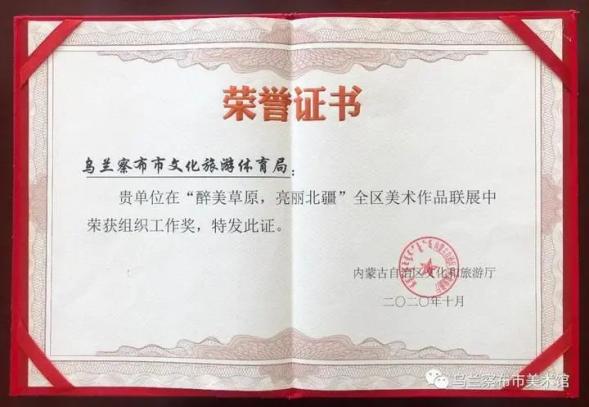 荣誉证书
乌兰察布市文化旅游体育局：
贵单位在“醉美草原，亮丽北疆”全区美术作品联展中
荣获组织工作奖，特发此证。
内蒙古自治区文化和旅游厅
二〇二〇年十月
乌兰察布市美术馆